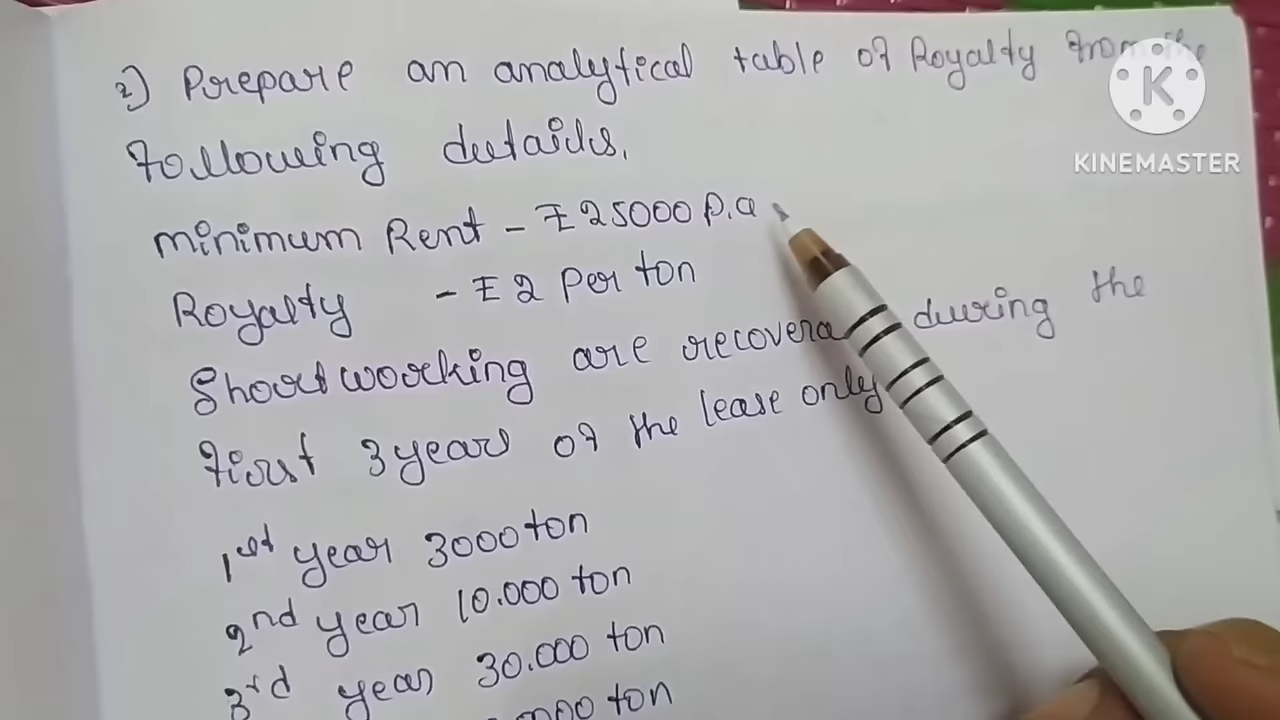 2) Prepare an analytical table of Royalty from the
Following details.
K
KINEMASTER
Minimum Rent - ₹ 25000 p.a
Royalty - ₹ 2 Per ton
Shortworking are during the
First 3 years of the lease only
1st year 3000 ton
2nd year 10.000 ton
3rd year 30.000 ton
ton